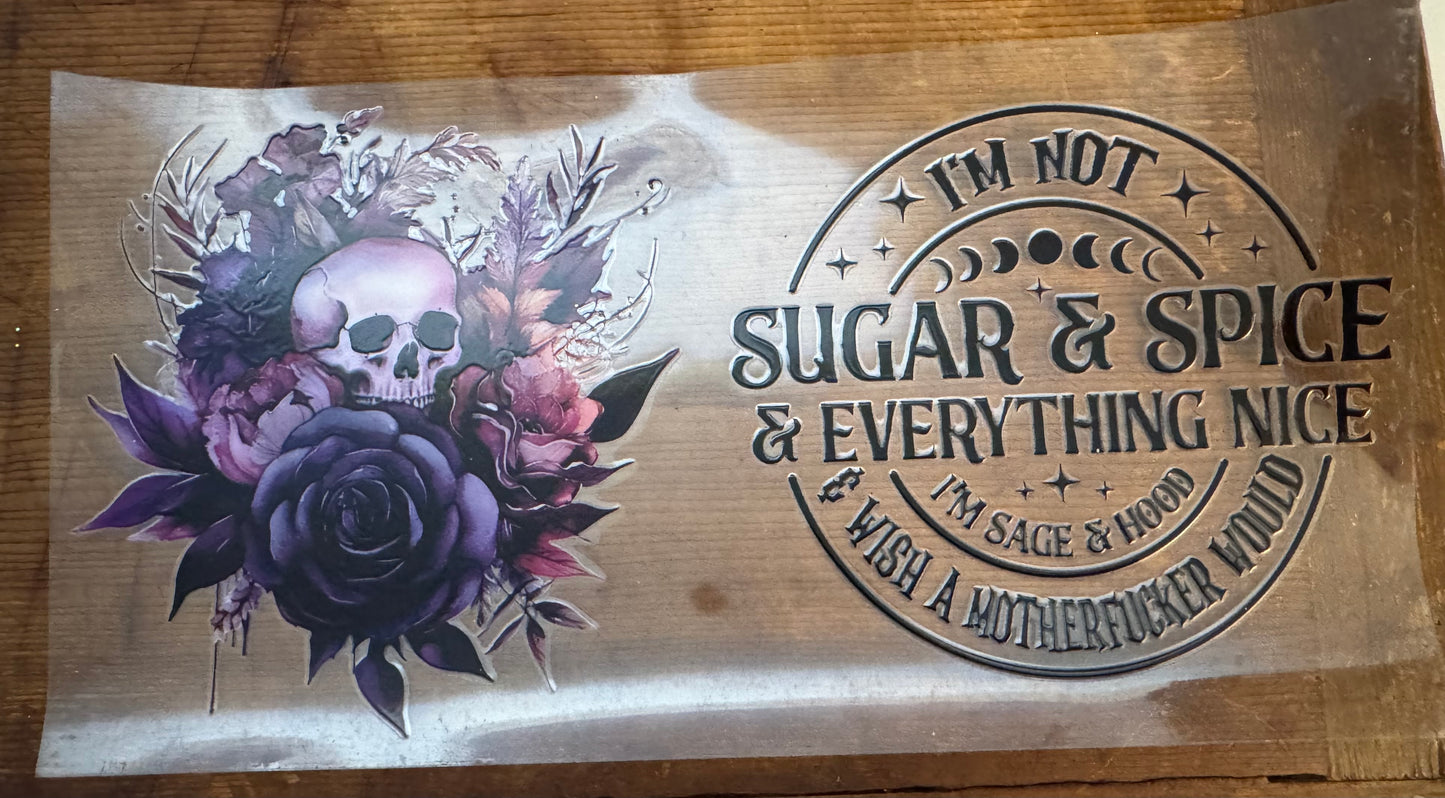 I'M NOT
SUGAR & SPICE
& EVERYTHING NICE
I'M SAGE & HOOD
& WISH A MOTHERFUCKER WOULD